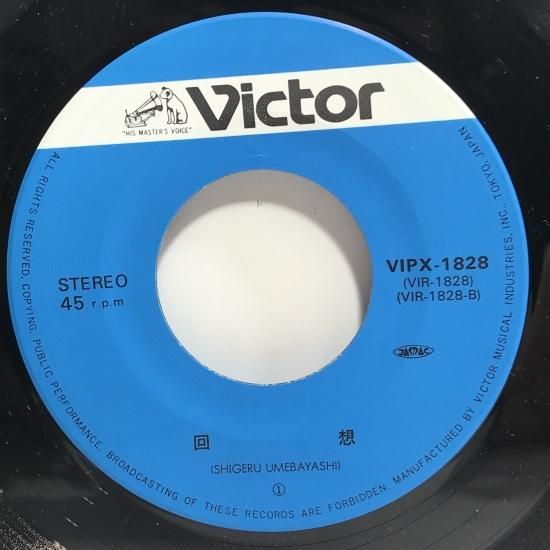 Victor
"HIS MASTER'S VOICE"
STEREO
45 r.p.m
VIPX-1828
(VIR-1828)
(VIR-1828-B)
JASRAC
回想
(SHIGERU UMEBAYASHI)
①
ALL RIGHTS RESERVED. COPYING, PUBLIC PERFORMANCE, BROADCASTING OF THESE RECORDS ARE FORBIDDEN. MANUFACTURED BY VICTOR MUSICAL INDUSTRIES, INC., TOKYO, JAPAN